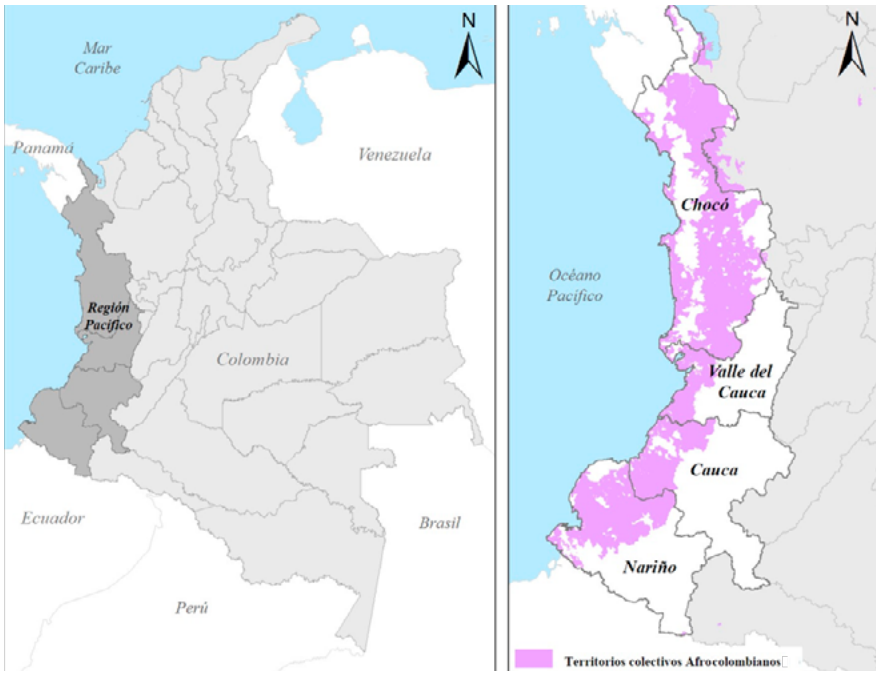 N
Mar
Caribe
Panamá
Venezuela
Región
Pacífico
Colombia
Ecuador
Brasil
Perú
N
Chocó
Océano
Pacífico
Valle del
Cauca
Cauca
Nariño
Territorios colectivos Afrocolombianos